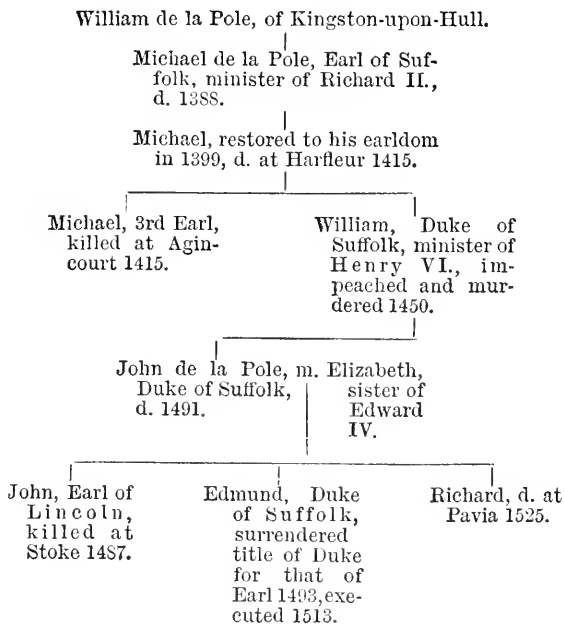 William de la Pole, of Kingston-upon-Hull.
Michael de la Pole, Earl of Suf-
folk, minister of Richard II.,
d. 1388.
Michael, restored to his earldom
in 1399, d. at Harfleur 1415.
Michael, 3rd Earl,
killed at Agin-
court 1415.
William, Duke of
Suffolk, minister of
Henry VI., im-
peached and mur-
dered 1450.
John de la Pole, m. Elizabeth,
Duke of Suffolk,
d. 1491.
sister of
Edward
IV.
John, Earl of
Lincoln,
killed at
Stoke 1487.
Edmund, Duke
of Suffolk,
surrendered
title of Duke
for that of
Earl 1493, exe-
cuted 1513.
Richard, d. at
Pavia 1525.